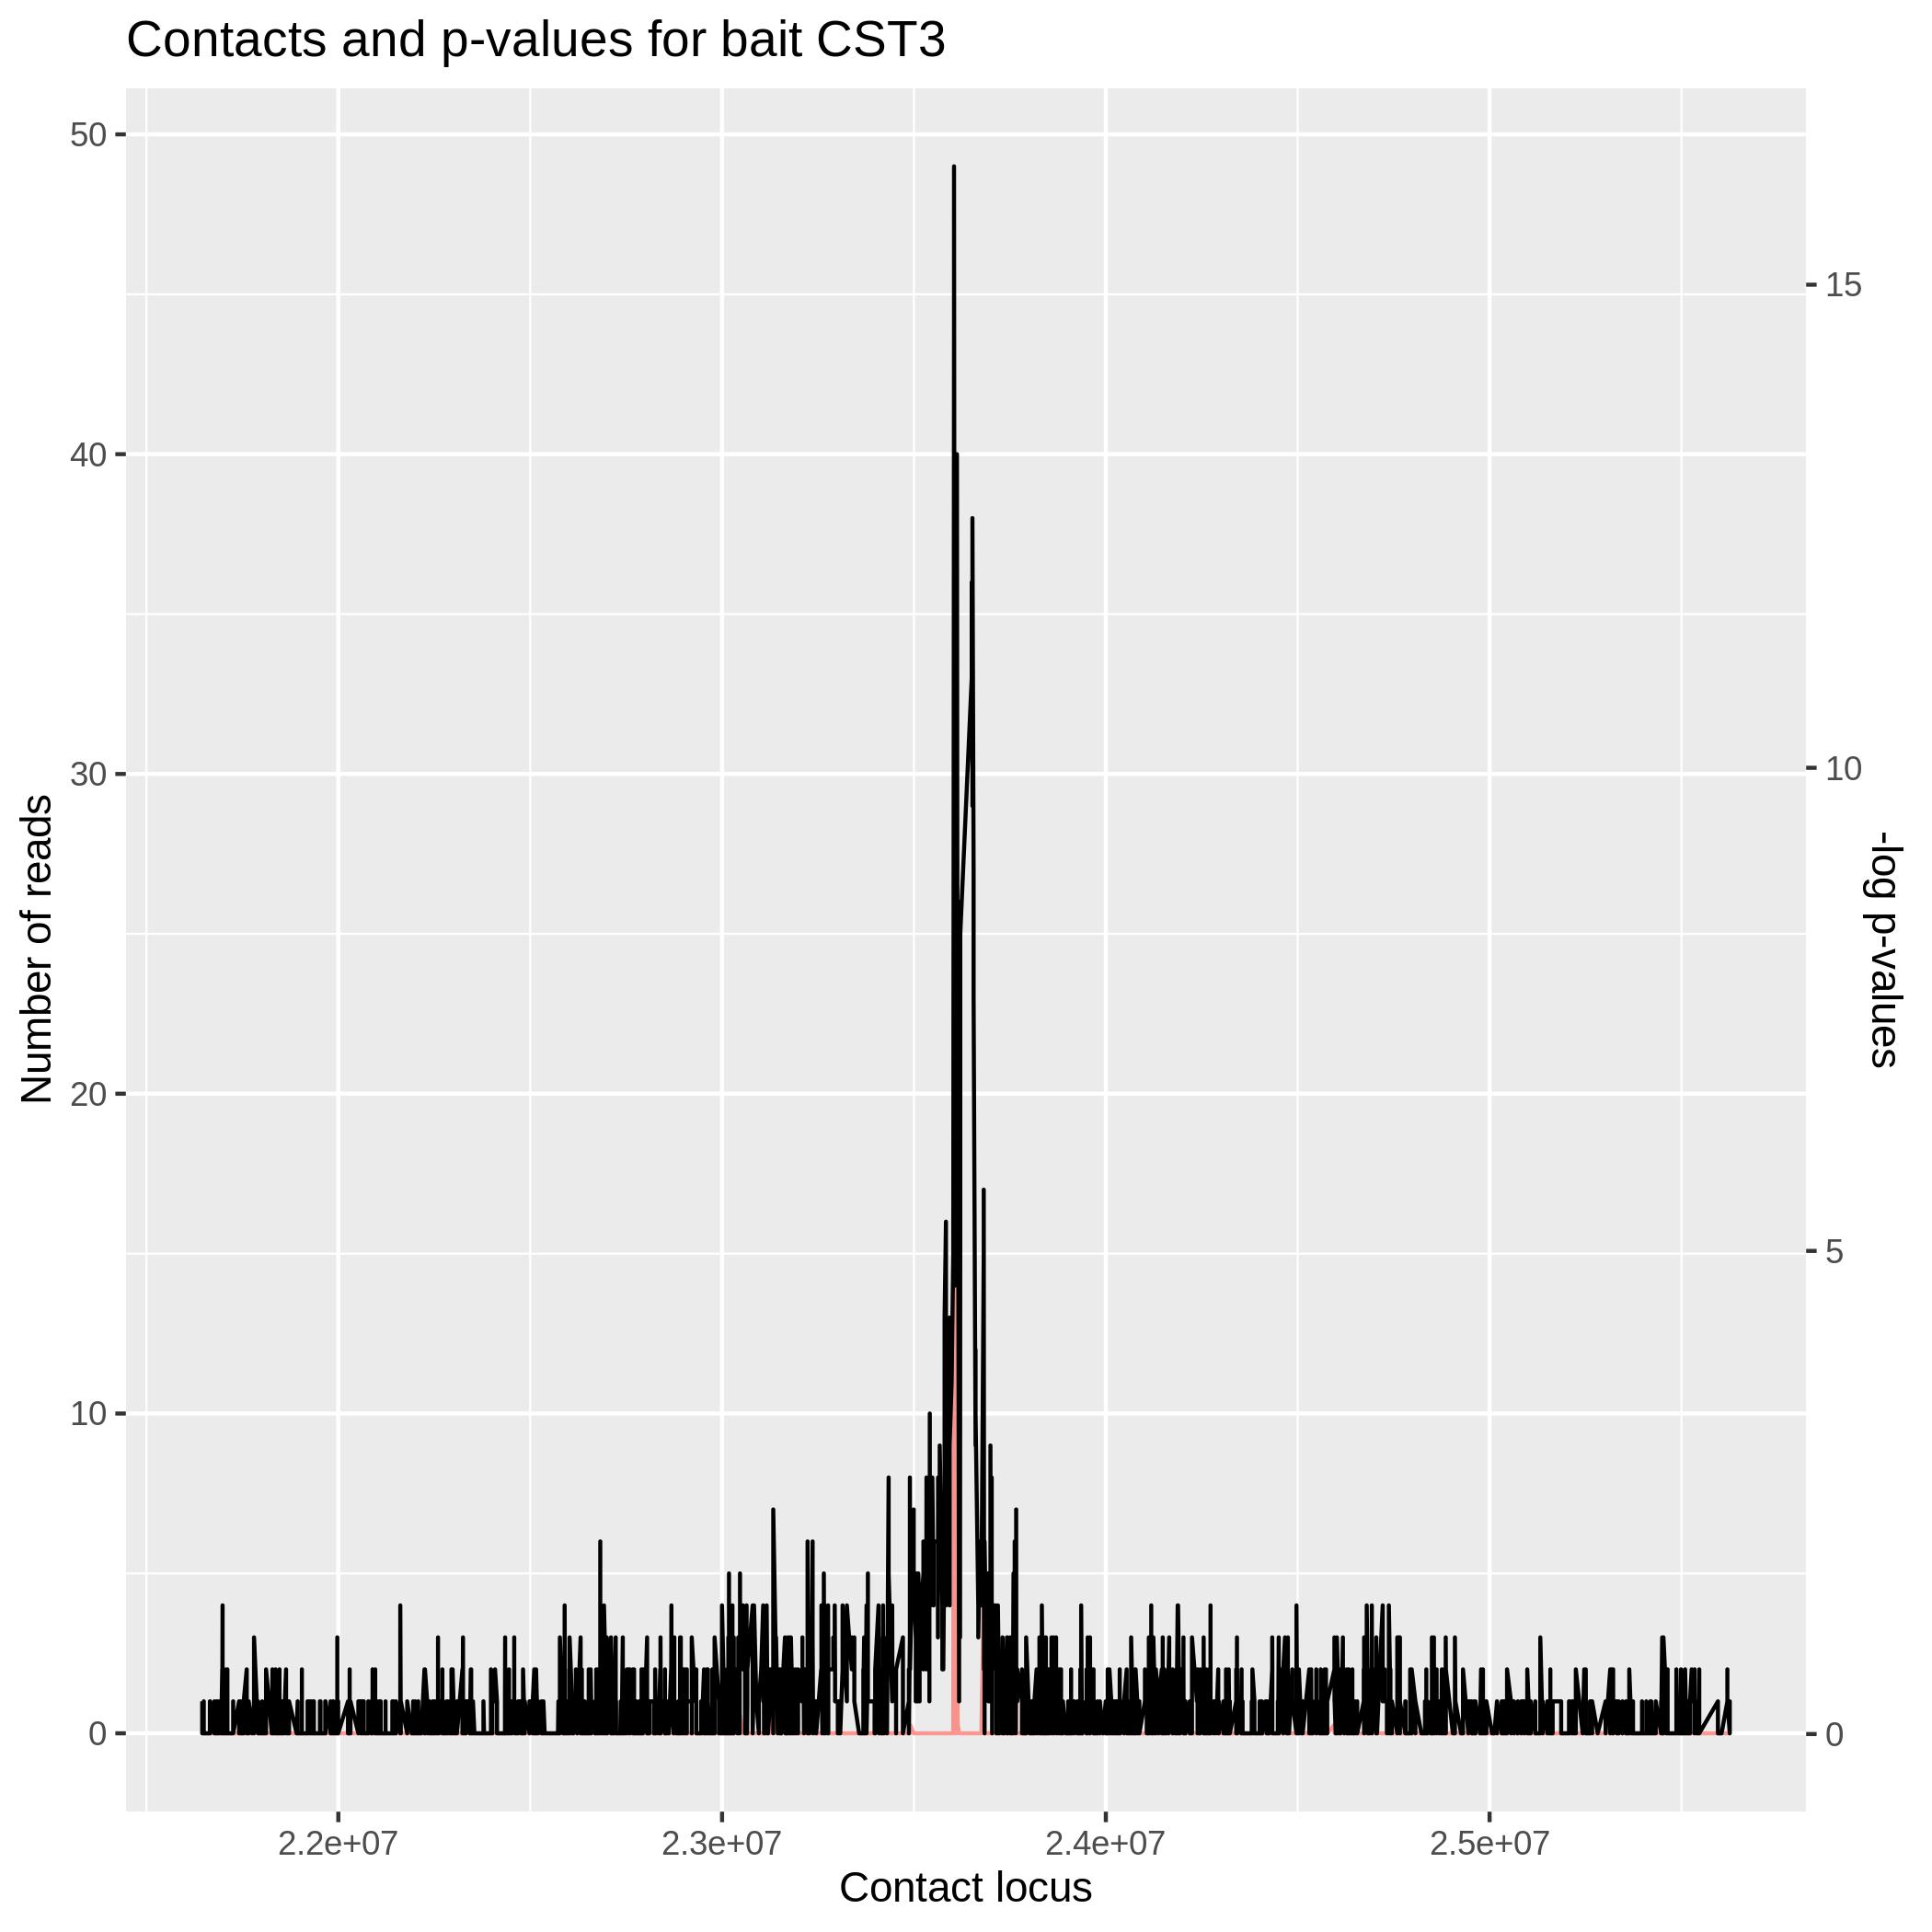 Contacts and p-values for bait CST3
50
40
30
20
10
0
Number of reads
15
10
5
0
-log p-values
2.2e+07
2.3e+07
2.4e+07
2.5e+07
Contact locus